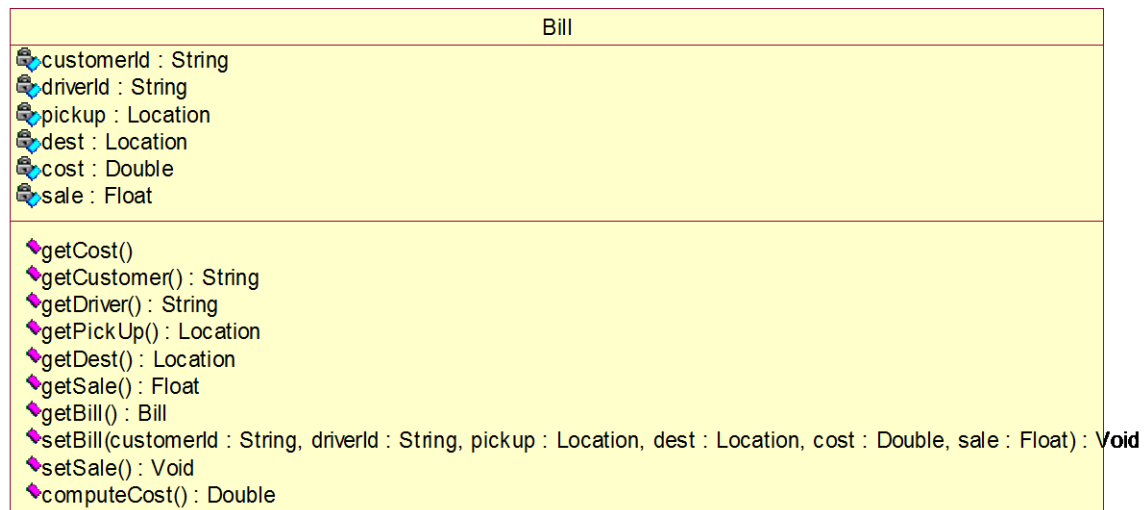 Bill
customerId : String
driverId : String
pickup : Location
dest : Location
cost : Double
sale : Float
getCost()
getCustomer() : String
getDriver() : String
getPickUp() : Location
getDest() : Location
getSale() : Float
getBill() : Bill
setBill(customerId : String, driverId : String, pickup : Location, dest : Location, cost : Double, sale : Float) : Void
setSale() : Void
computeCost() : Double